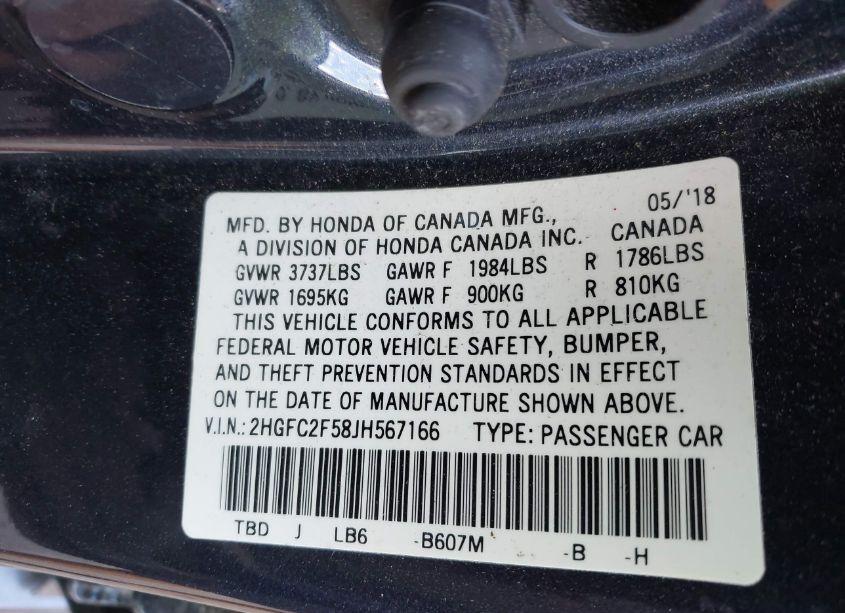 05/'18
MFD. BY HONDA OF CANADA MFG.,
A DIVISION OF HONDA CANADA INC. CANADA
GVWR 3737LBS GAWR F 1984LBS R 1786LBS
GVWR 1695KG GAWR F 900KG R 810KG
THIS VEHICLE CONFORMS TO ALL APPLICABLE
FEDERAL MOTOR VEHICLE SAFETY, BUMPER,
AND THEFT PREVENTION STANDARDS IN EFFECT
ON THE DATE OF MANUFACTURE SHOWN ABOVE.
V.I.N.: 2HGFC2F58JH567166 TYPE: PASSENGER CAR
TBD J LB6 -B607M -B -H